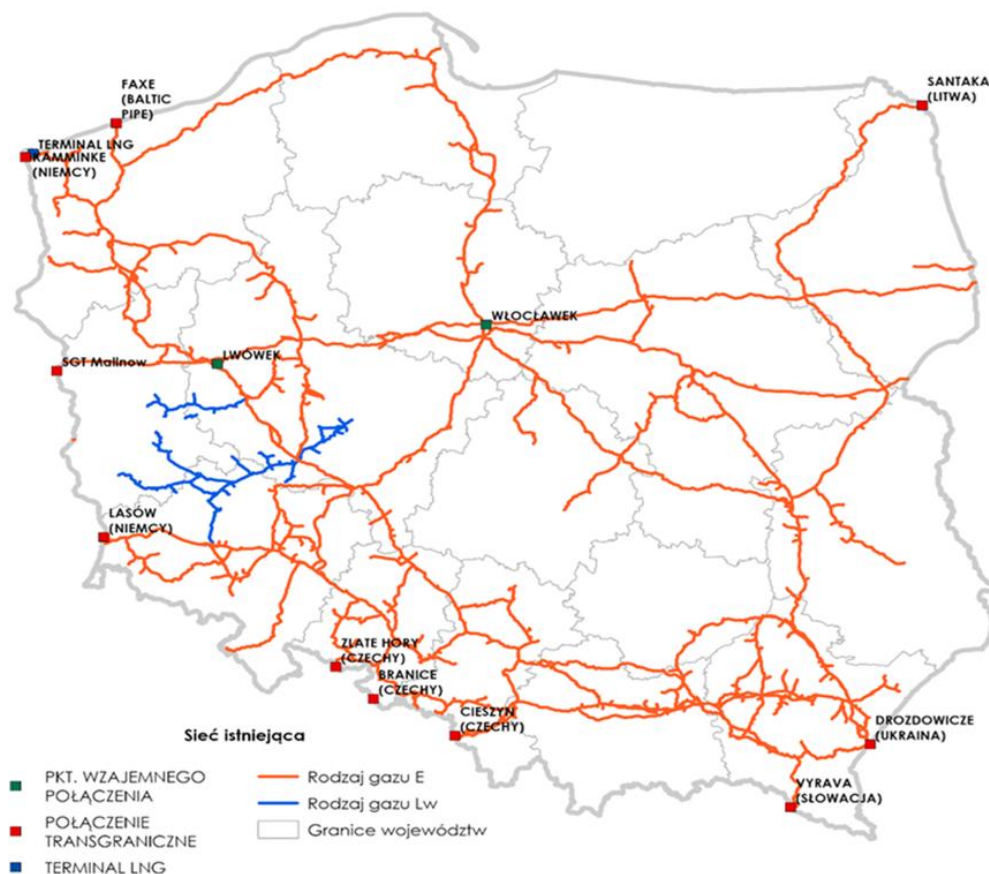 FAXE
(BALTIC
PIPE)
SANTAKA
(LITWA)
TERMINAL LNG
KAMMINKE
(NIEMCY)
WŁOCŁAWEK
LWÓWEK
SGT Malinow
LASÓW
(NIEMCY)
ZLATE HORY
(CZECHY)
BRANICE
(CZECHY)
CIESZYN
(CZECHY)
DROZDOWICZE
(UKRAINA)
VYRAVA
(SŁOWACJA)
Sieć istniejąca
PKT. WZAJEMNEGO
POŁĄCZENIA
POŁĄCZENIE
TRANSGRANICZNE
TERMINAL LNG
Rodzaj gazu E
Rodzaj gazu Lw
Granice województw